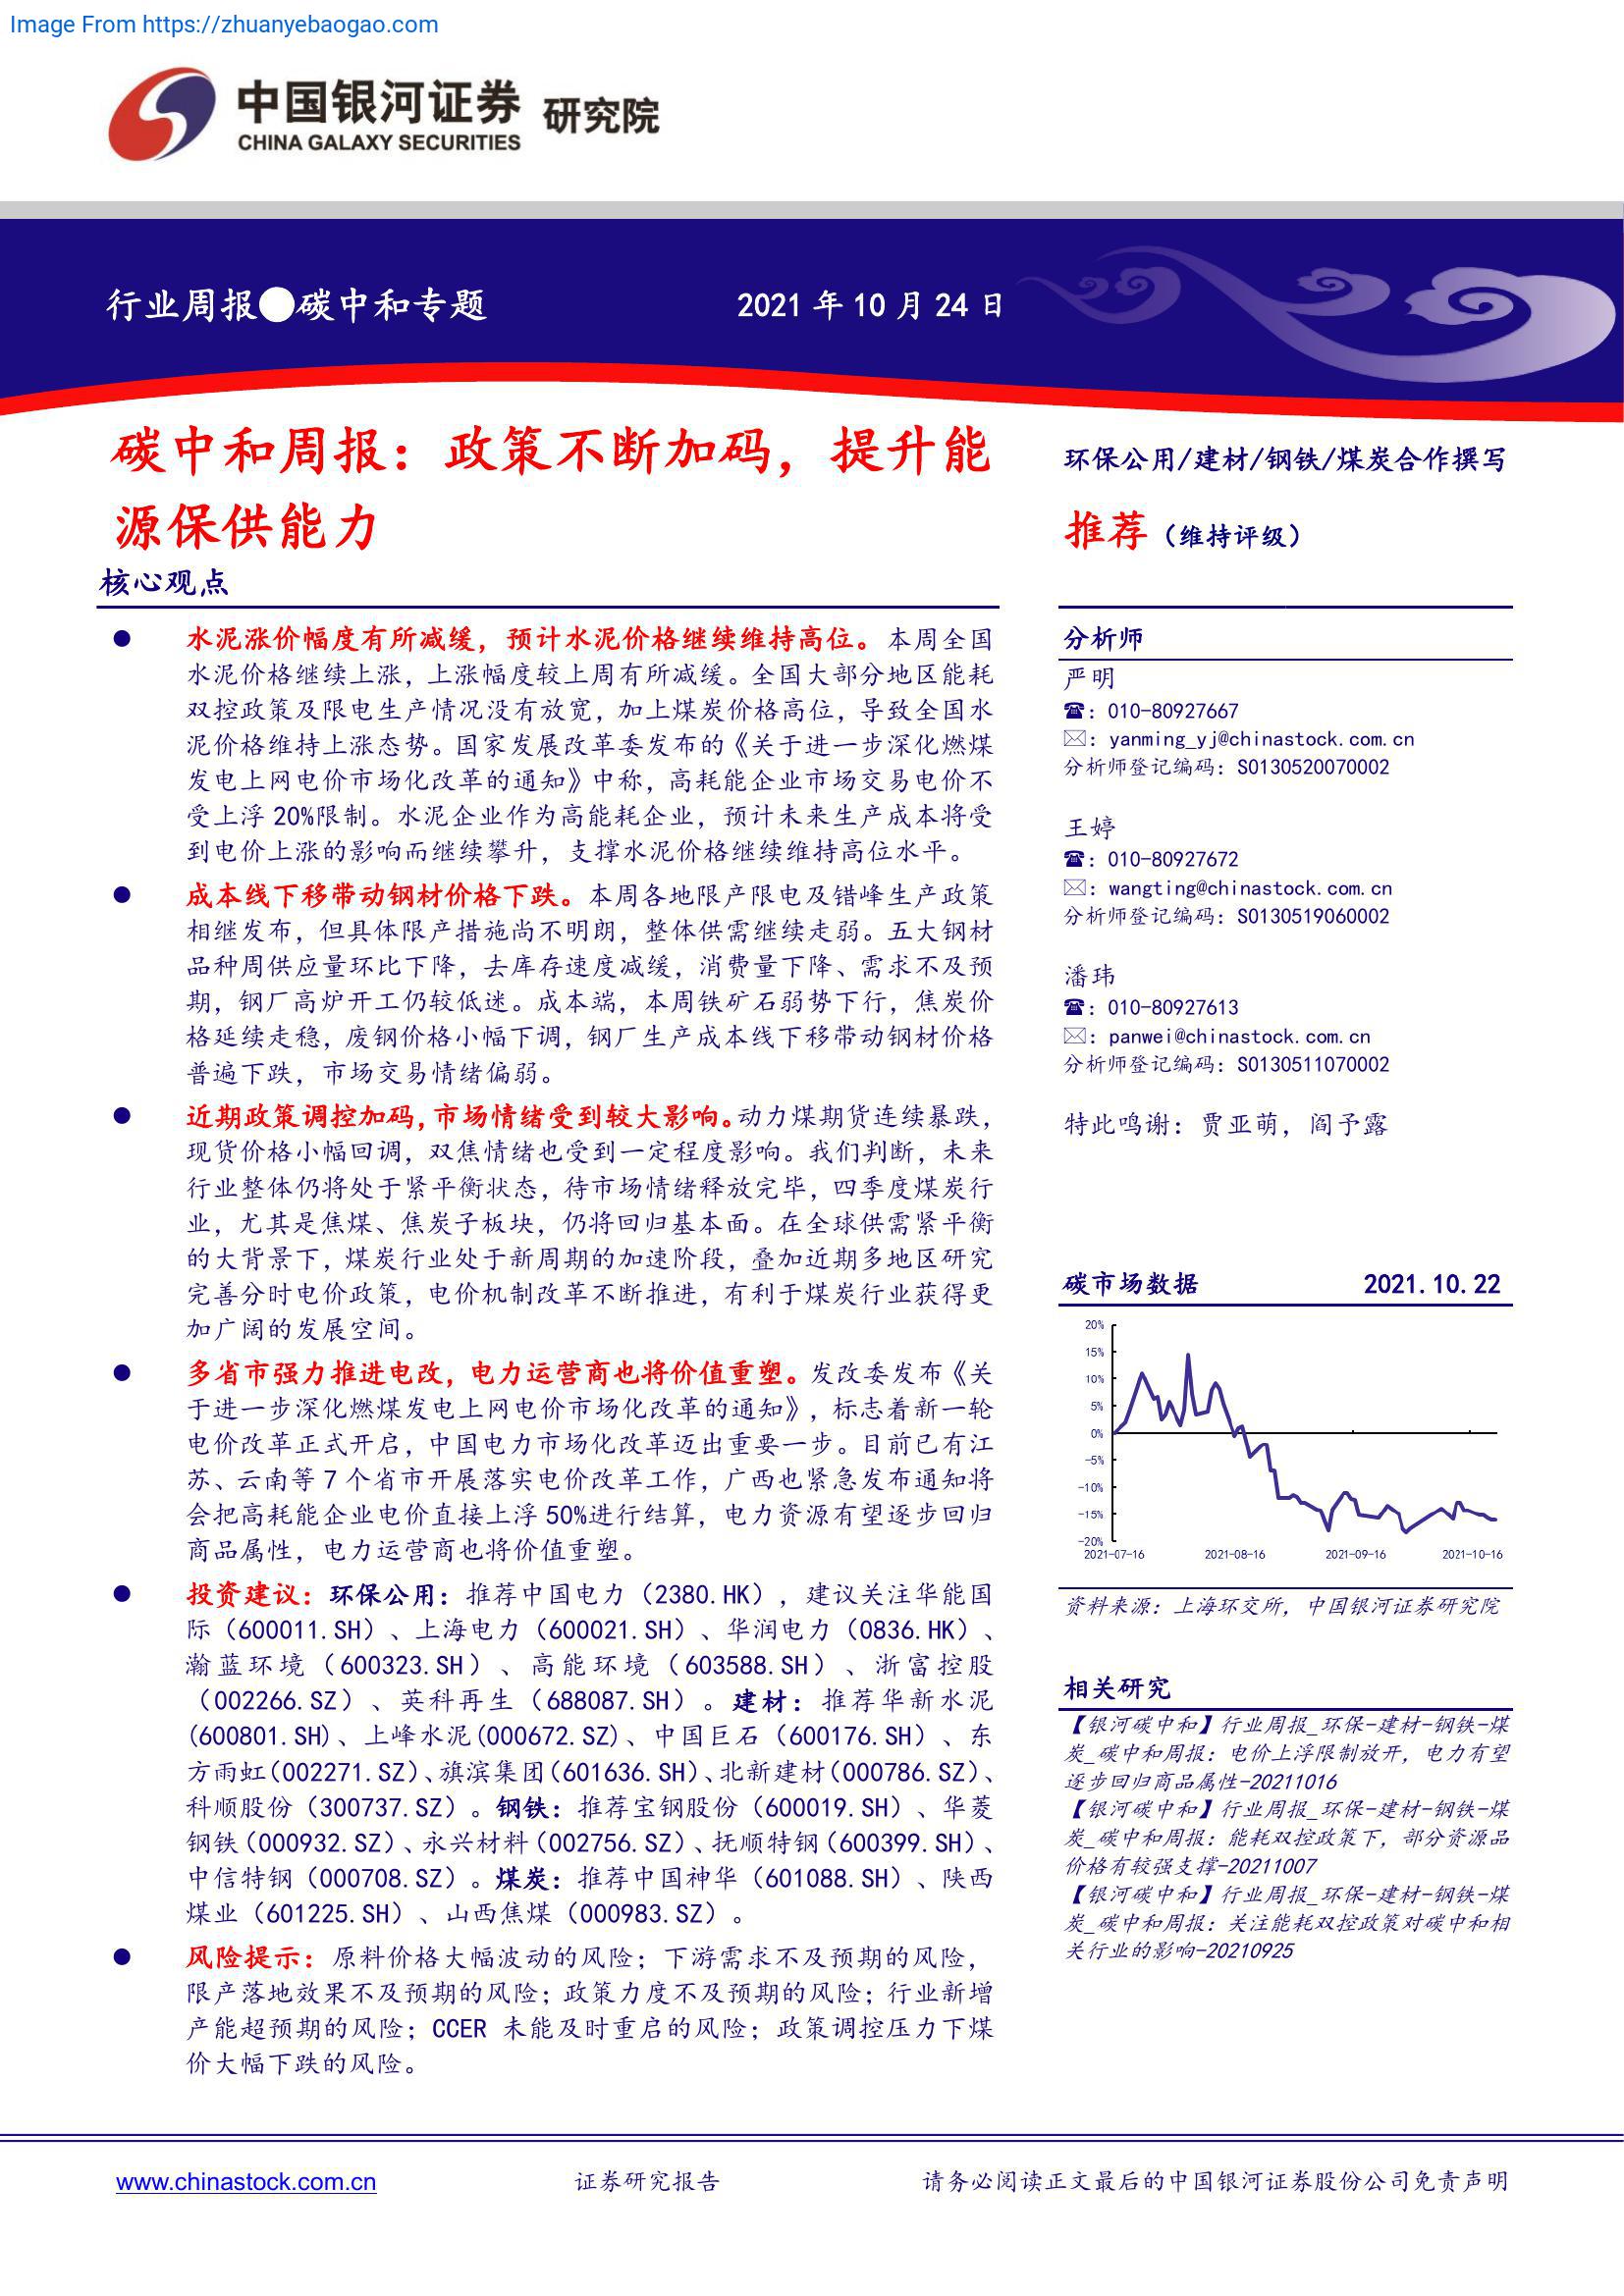 Image From https://zhuanyebaogao.com
中国银河证券 研究院
CHINA GALAXY SECURITIES
行业周报●碳中和专题
2021 年 10 月 24 日
碳中和周报：政策不断加码，提升能
源保供能力
核心观点
● 水泥涨价幅度有所减缓，预计水泥价格继续维持高位。本周全国
水泥价格继续上涨，上涨幅度较上周有所减缓。全国大部分地区能耗
双控政策及限电生产情况没有放宽，加上煤炭价格高位，导致全国水
泥价格维持上涨态势。国家发展改革委发布的《关于进一步深化燃煤
发电上网电价市场化改革的通知》中称，高耗能企业市场交易电价不
受上浮 20%限制。水泥企业作为高能耗企业，预计未来生产成本将受
到电价上涨的影响而继续攀升，支撑水泥价格继续维持高位水平。
● 成本线下移带动钢材价格下跌。本周各地限产限电及错峰生产政策
相继发布，但具体限产措施尚不明朗，整体供需继续走弱。五大钢材
品种周供应量环比下降，去库存速度减缓，消费量下降、需求不及预
期，钢厂高炉开工仍较低迷。成本端，本周铁矿石弱势下行，焦炭价
格延续走稳，废钢价格小幅下调，钢厂生产成本线下移带动钢材价格
普遍下跌，市场交易情绪偏弱。
● 近期政策调控加码，市场情绪受到较大影响。动力煤期货连续暴跌，
现货价格小幅回调，双焦情绪也受到一定程度影响。我们判断，未来
行业整体仍将处于紧平衡状态，待市场情绪释放完毕，四季度煤炭行
业，尤其是焦煤、焦炭子板块，仍将回归基本面。在全球供需紧平衡
的大背景下，煤炭行业处于新周期的加速阶段，叠加近期多地区研究
完善分时电价政策，电价机制改革不断推进，有利于煤炭行业获得更
加广阔的发展空间。
● 多省市强力推进电改，电力运营商也将价值重塑。发改委发布《关
于进一步深化燃煤发电上网电价市场化改革的通知》，标志着新一轮
电价改革正式开启，中国电力市场化改革迈出重要一步。目前已有江
苏、云南等 7 个省市开展落实电价改革工作，广西也紧急发布通知将
会把高耗能企业电价直接上浮 50%进行结算，电力资源有望逐步回归
商品属性，电力运营商也将价值重塑。
● 投资建议：环保公用：推荐中国电力（2380.HK），建议关注华能国
际（600011.SH）、上海电力（600021.SH）、华润电力（0836.HK）、
瀚蓝环境（600323.SH）、高能环境（603588.SH）、浙富控股
（002266.SZ）、英科再生（688087.SH）。建材：推荐华新水泥
(600801.SH)、上峰水泥(000672.SZ)、中国巨石（600176.SH）、东
方雨虹(002271.SZ)、旗滨集团(601636.SH)、北新建材(000786.SZ)、
科顺股份（300737.SZ）。钢铁：推荐宝钢股份（600019.SH）、华菱
钢铁（000932.SZ）、永兴材料（002756.SZ）、抚顺特钢（600399.SH）、
中信特钢（000708.SZ）。煤炭：推荐中国神华（601088.SH）、陕西
煤业（601225.SH）、山西焦煤（000983.SZ）。
● 风险提示：原料价格大幅波动的风险；下游需求不及预期的风险，
限产落地效果不及预期的风险；政策力度不及预期的风险；行业新增
产能超预期的风险；CCER 未能及时重启的风险；政策调控压力下煤
价大幅下跌的风险。
环保公用/建材/钢铁/煤炭合作撰写
推荐（维持评级）
分析师
严明
☎：010-80927667
✉：yanming_yj@chinastock.com.cn
分析师登记编码：S0130520070002
王婷
☎：010-80927672
✉：wangting@chinastock.com.cn
分析师登记编码：S0130519060002
潘玮
☎：010-80927613
✉：panwei@chinastock.com.cn
分析师登记编码：S0130511070002
特此鸣谢：贾亚萌，阎予露
碳市场数据 2021.10.22
20%
15%
10%
5%
0%
-5%
-10%
-15%
-20%
2021-07-16 2021-08-16 2021-09-16 2021-10-16
资料来源：上海环交所，中国银河证券研究院
相关研究
【银河碳中和】行业周报_环保-建材-钢铁-煤
炭_碳中和周报：电价上浮限制放开，电力有望
逐步回归商品属性-20211016
【银河碳中和】行业周报_环保-建材-钢铁-煤
炭_碳中和周报：能耗双控政策下，部分资源品
价格有较强支撑-20211007
【银河碳中和】行业周报_环保-建材-钢铁-煤
炭_碳中和周报：关注能耗双控政策对碳中和相
关行业的影响-20210925
www.chinastock.com.cn
证券研究报告
请务必阅读正文最后的中国银河证券股份公司免责声明